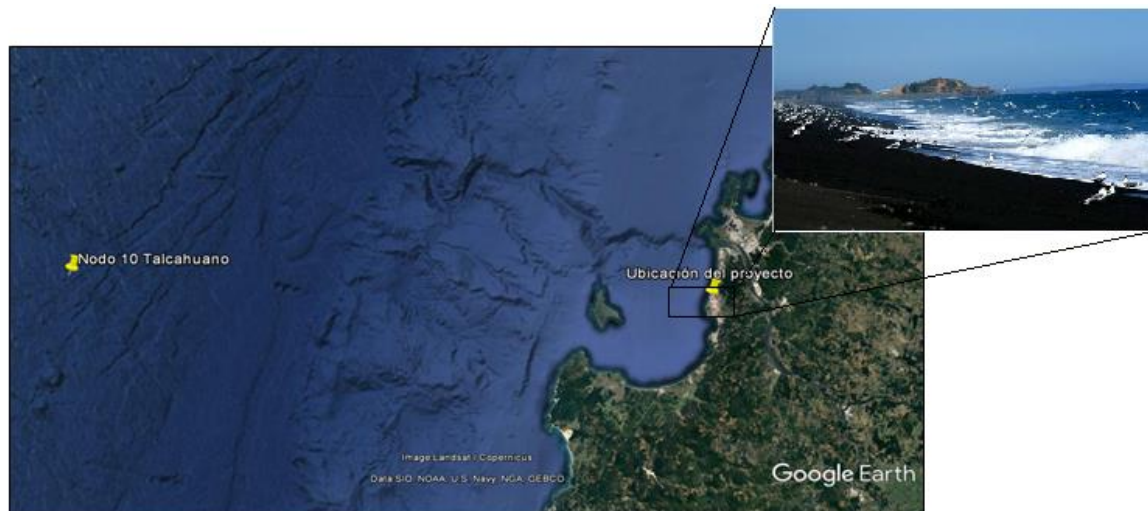 Nodo 10 Talcahuano
Ubicación del proyecto
Image Landsat / Copernicus
Data SIO, NOAA, U.S. Navy, NGA, GEBCO
Google Earth